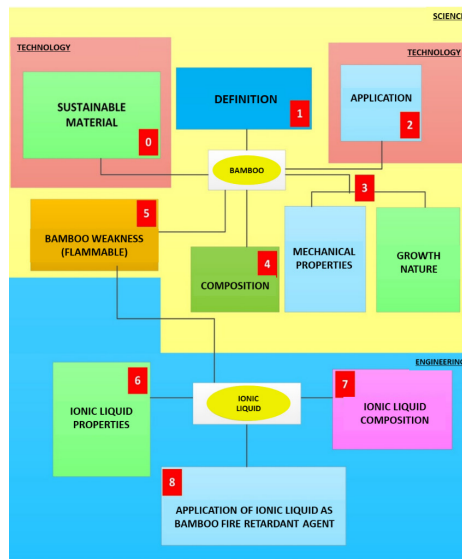 SCIENCE
TECHNOLOGY
TECHNOLOGY
SUSTAINABLE
MATERIAL
0
DEFINITION
1
APPLICATION
2
BAMBOO
3
5
BAMBOO WEAKNESS
(FLAMMABLE)
4
COMPOSITION
MECHANICAL
PROPERTIES
GROWTH
NATURE
ENGINEERING
6
IONIC LIQUID
PROPERTIES
IONIC
LIQUID
7
IONIC LIQUID
COMPOSITION
8
APPLICATION OF IONIC LIQUID AS
BAMBOO FIRE RETARDANT AGENT